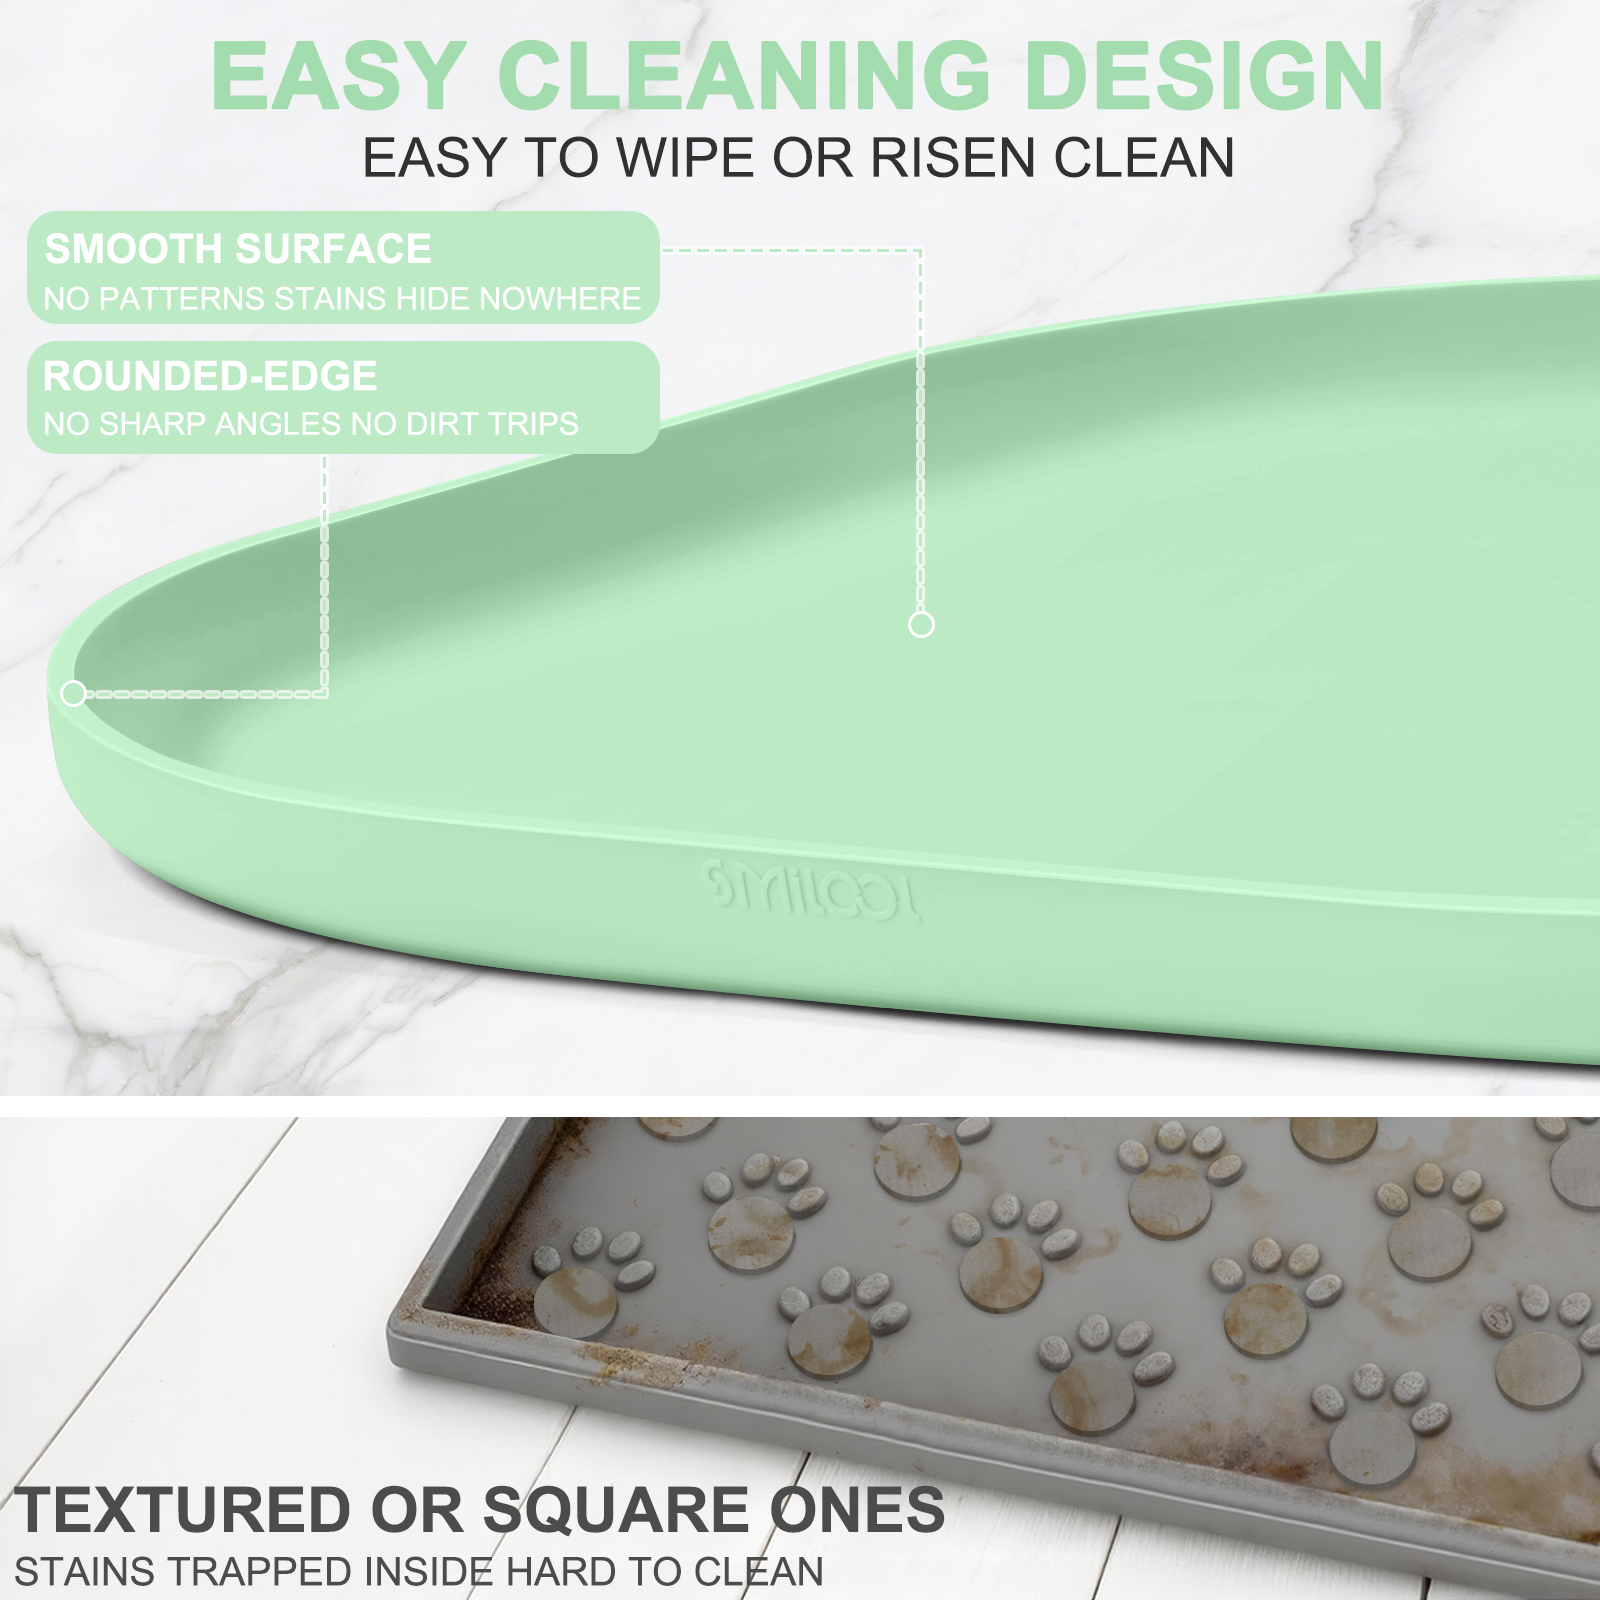 EASY CLEANING DESIGN
EASY TO WIPE OR RISEN CLEAN
SMOOTH SURFACE
NO PATTERNS STAINS HIDE NOWHERE
ROUNDED-EDGE
NO SHARP ANGLES NO DIRT TRIPS
SMilCOl
TEXTURED OR SQUARE ONES
STAINS TRAPPED INSIDE HARD TO CLEAN